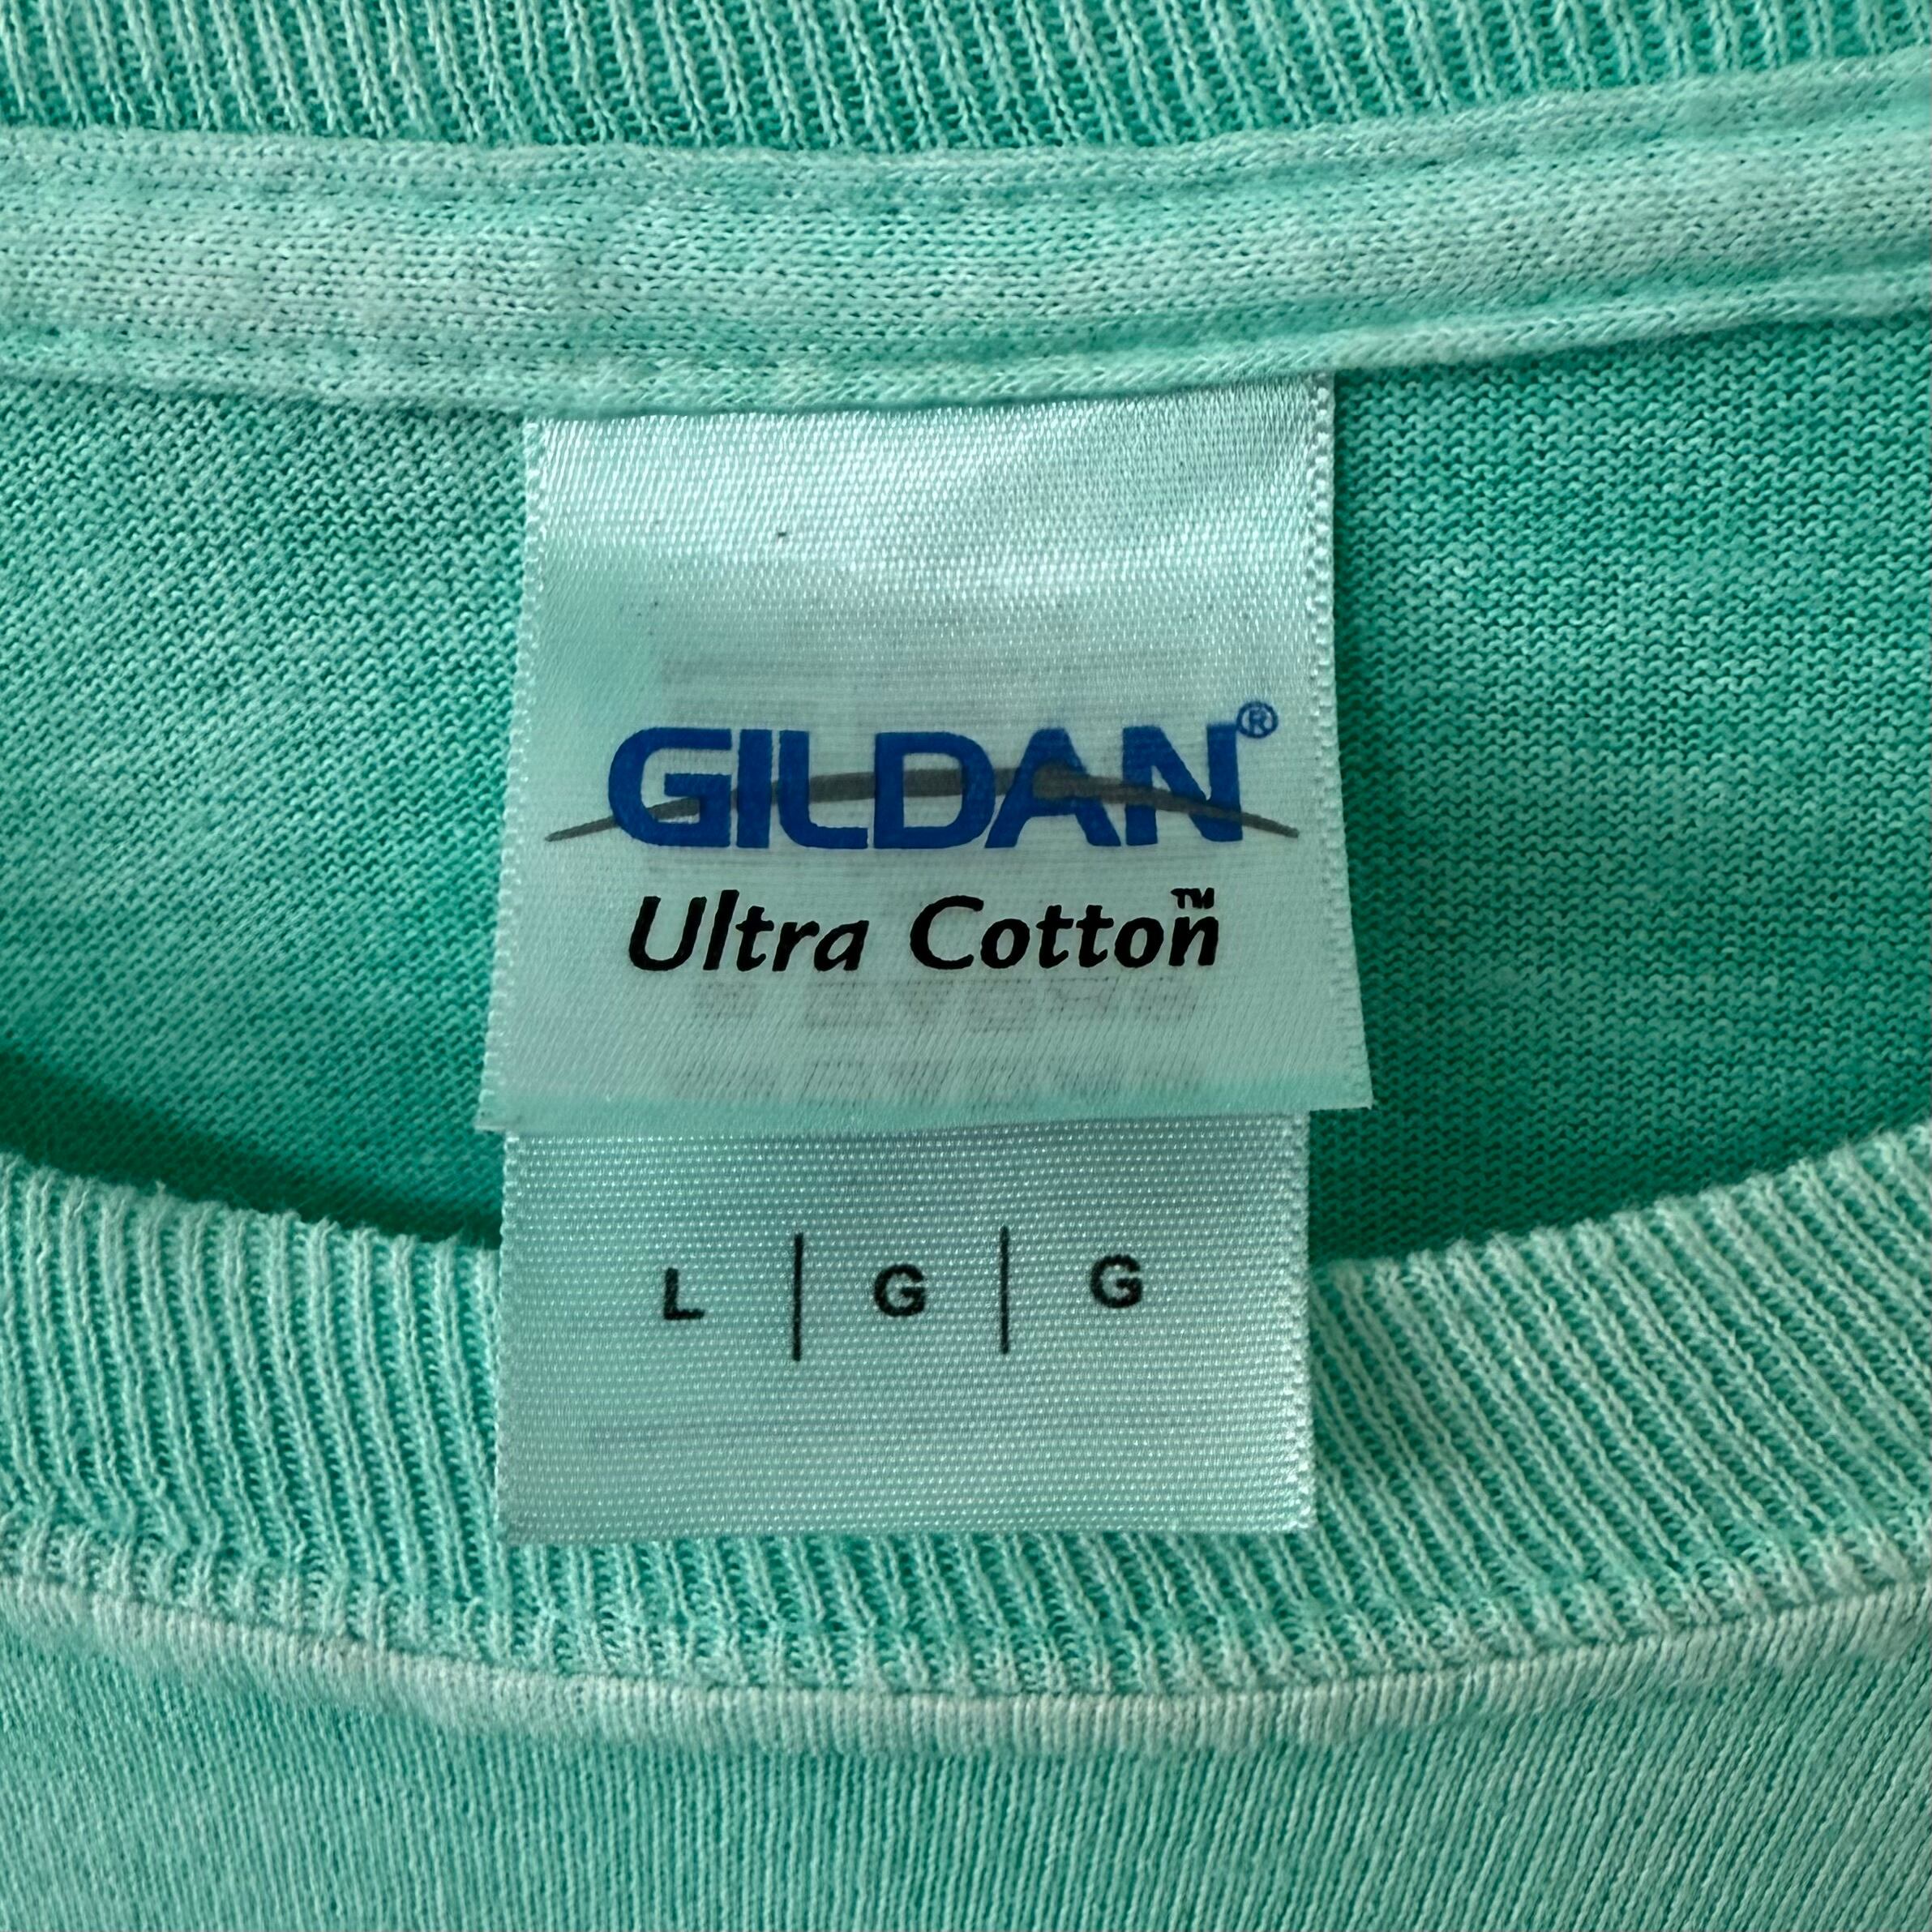 GILDAN®
Ultra Cotton™
L | G | G